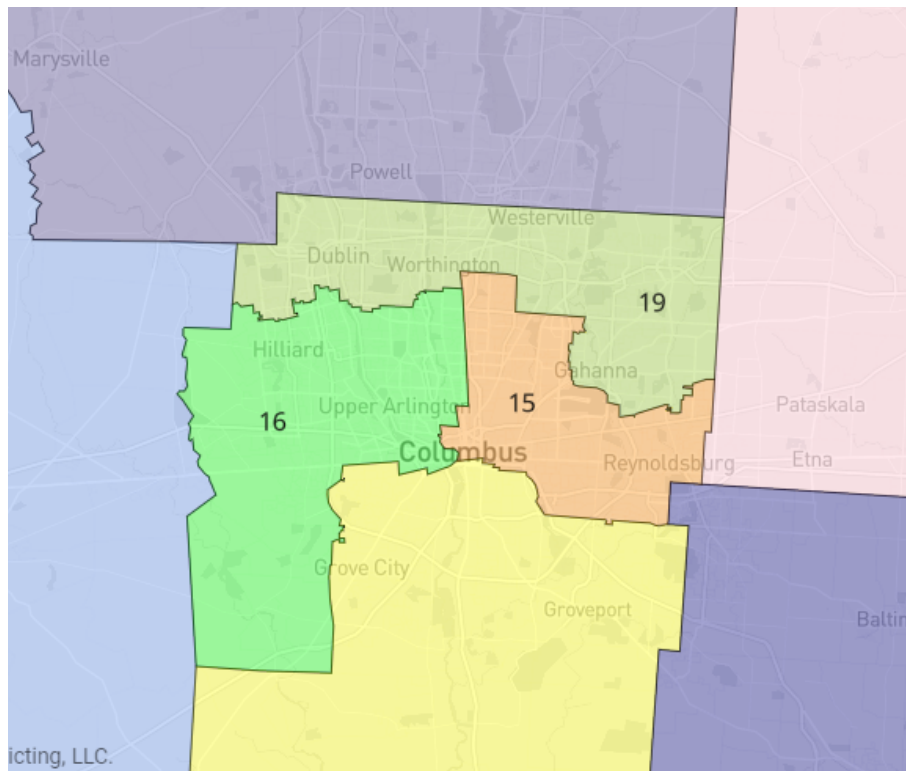 Marysville
Powell
Westerville
Dublin
Worthington
19
Hilliard
Gahanna
15
Upper Arlington
16
Pataskala
Columbus
Reynoldsburg
Etna
Grove City
Groveport
Baltir
icting, LLC.